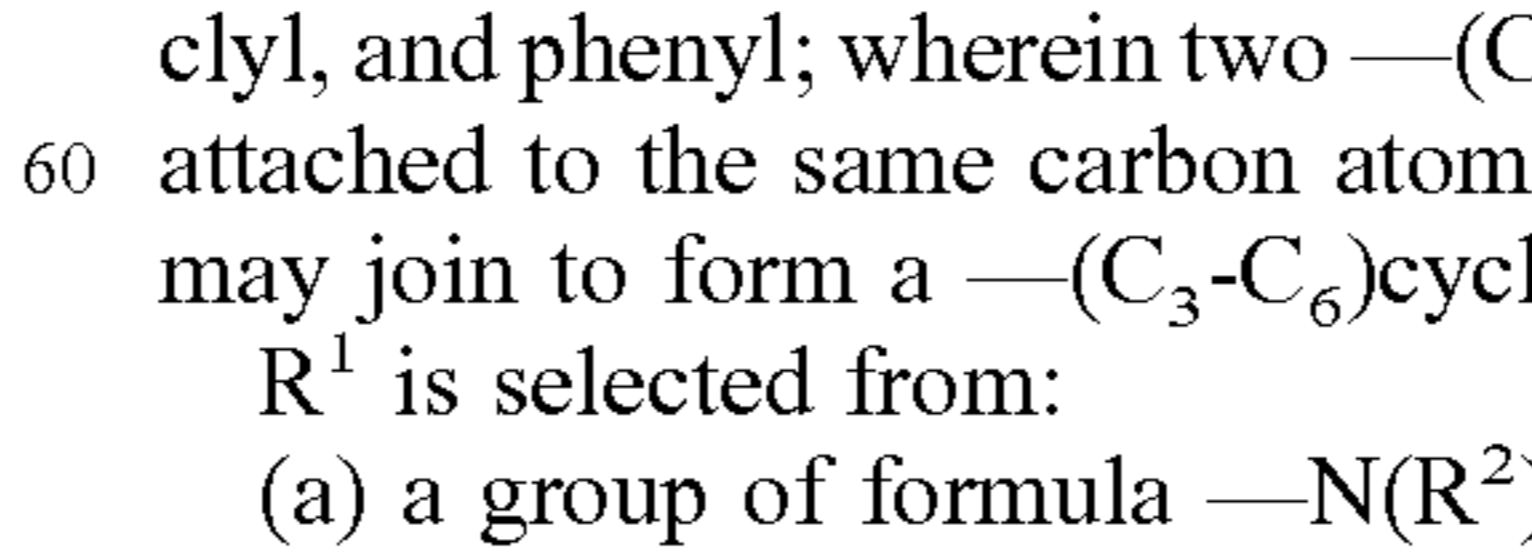 clyl, and phenyl; wherein two —(C
60 attached to the same carbon atom
may join to form a —(C₃-C₆)cycl
R¹ is selected from:
(a) a group of formula —N(R²)